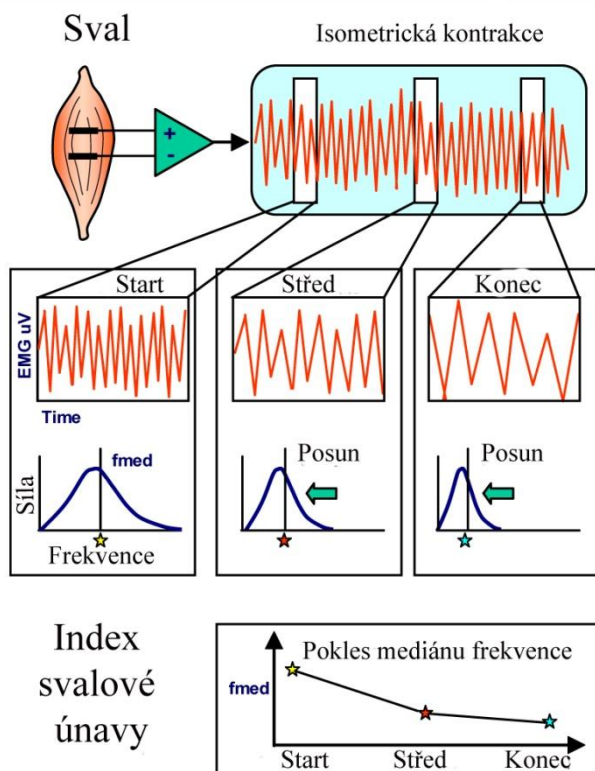 Sval
Isometrická kontrakce
+
-
Start
Střed
Konec
EMG uV
Time
fmed
Posun
Posun
Síla
Frekvence
Index
svalové
únavy
Pokles mediánu frekvence
fmed
Start
Střed
Konec